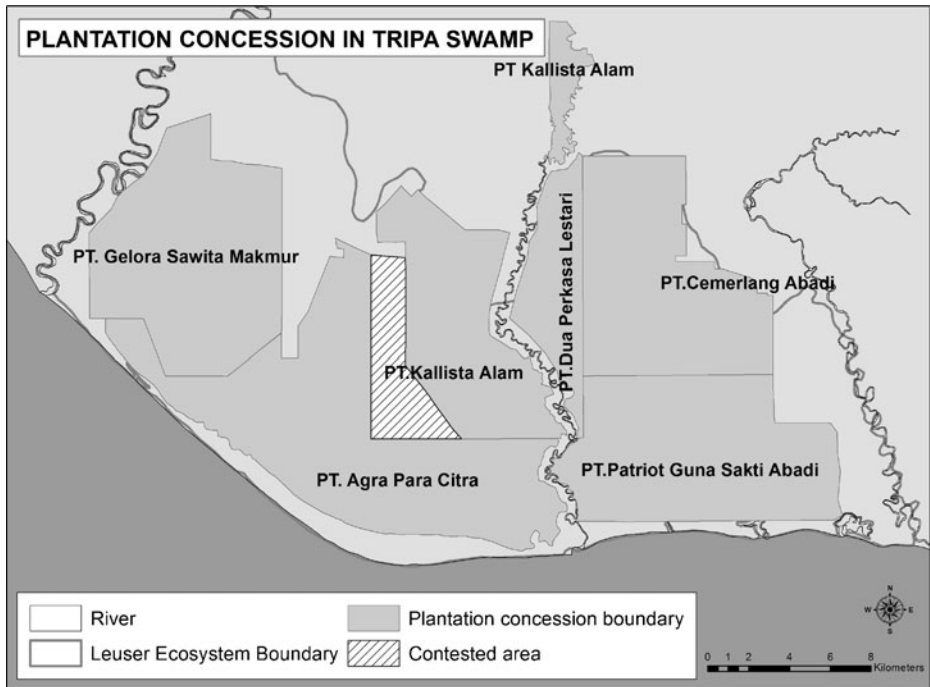 PLANTATION CONCESSION IN TRIPA SWAMP
PT Kallista Alam
PT. Gelora Sawita Makmur
PT.Dua Perkasa Lestari
PT.Cemerlang Abadi
PT.Kallista Alam
PT. Agra Para Citra
PT.Patriot Guna Sakti Abadi
River
Plantation concession boundary
Leuser Ecosystem Boundary
Contested area
N
W E
S
0 1 2 4 6 8
Kilometers